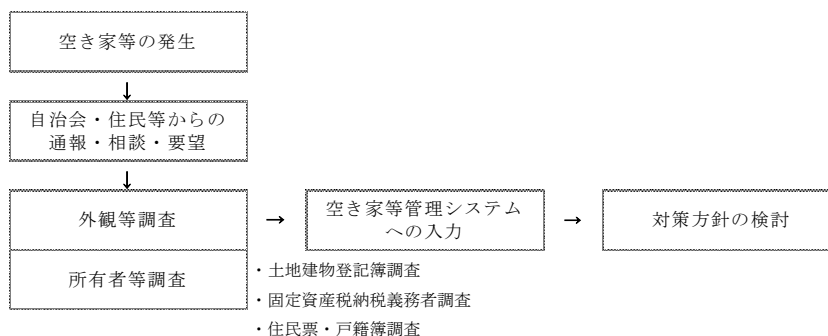 空き家等の発生
↓
自治会・住民等からの
通報・相談・要望
↓
外観等調査
→
空き家等管理システム
への入力
→
対策方針の検討
所有者等調査
・土地建物登記簿調査
・固定資産税納税義務者調査
・住民票・戸籍簿調査